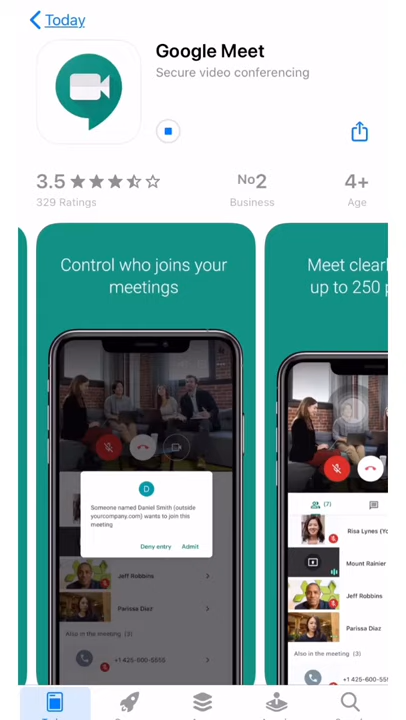 Today
Google Meet
Secure video conferencing
3.5
329 Ratings
No2
Business
4+
Age
Control who joins your
meetings
D
Someone named Daniel Smith (outside
yourcompany.com) wants to join this
meeting
Deny entry Admit
Jeff Robbins
Parissa Diaz
Also in the meeting (3)
+1 425-600-5555
Meet clearl
up to 250 p
(7)
Risa Lynes (Yo
Mount Rainier
Jeff Robbins
Parissa Diaz
Also in the meeting (3)